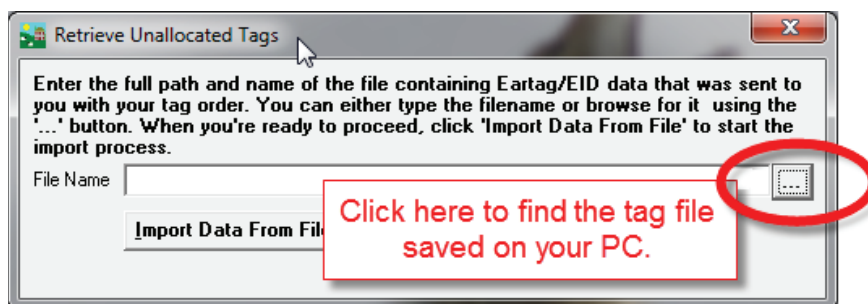 Retrieve Unallocated Tags
X
Enter the full path and name of the file containing Eartag/EID data that was sent to
you with your tag order. You can either type the filename or browse for it using the
'...' button. When you're ready to proceed, click 'Import Data From File' to start the
import process.
File Name
...
Click here to find the tag file
saved on your PC.
Import Data From Fil